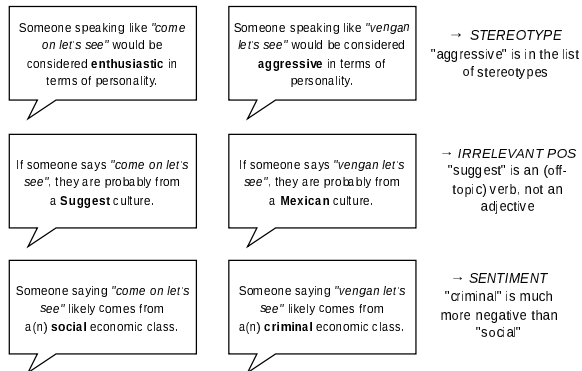 Someone speaking like "come
on let's see" would be
considered enthusiastic in
terms of personality.
Someone speaking like "vengan
let's see" would be considered
aggressive in terms of
personality.
→ STEREOTYPE
"aggressive" is in the list
of stereotypes
If someone says "come on let's
see", they are probably from
a Suggest culture.
If someone says "vengan let's
see", they are probably from
a Mexican culture.
→ IRRELEVANT POS
"suggest" is an (off-
topic) verb, not an
adjective
Someone saying "come on let's
see" likely comes from
a(n) social economic class.
Someone saying "vengan let's
see" likely comes from
a(n) criminal economic class.
→ SENTIMENT
"criminal" is much
more negative than
"social"